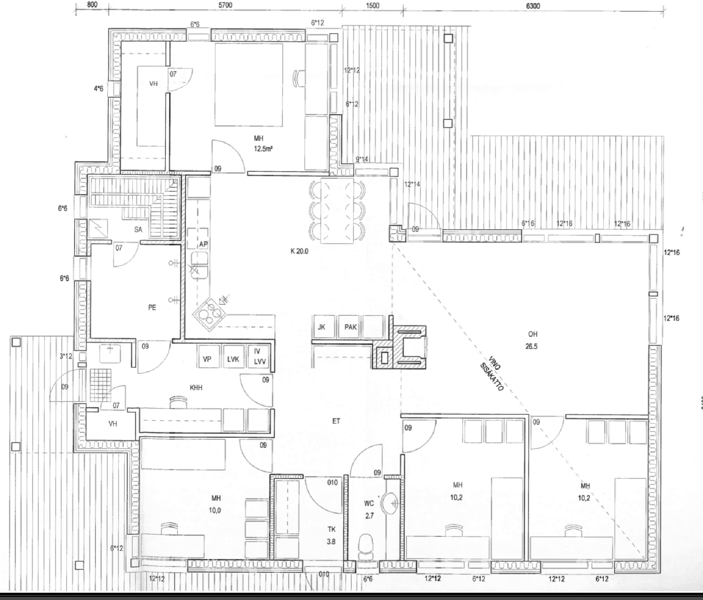 800 5700 1500 6300
6*6 6*12
12*12
6*12
4*6
VH
07
MH
12.5m²
09
9*14
12*14
6*6
SA
07
AP
K 20.0
09
6*16 12*16 12*16
12*16
12*16
6*6
PE
JK PAK
OH
26.5
VINO
SISÄKATTO
3*12
09
09
VP LVK IV
LVV
KHH
09
07
VH
ET
09
09
09
MH
10,0
09
010
TK
3.8
WC
2.7
MH
10,2
MH
10,2
6*12
12*12
010
6*6
12*12 6*12
12*12 6*12